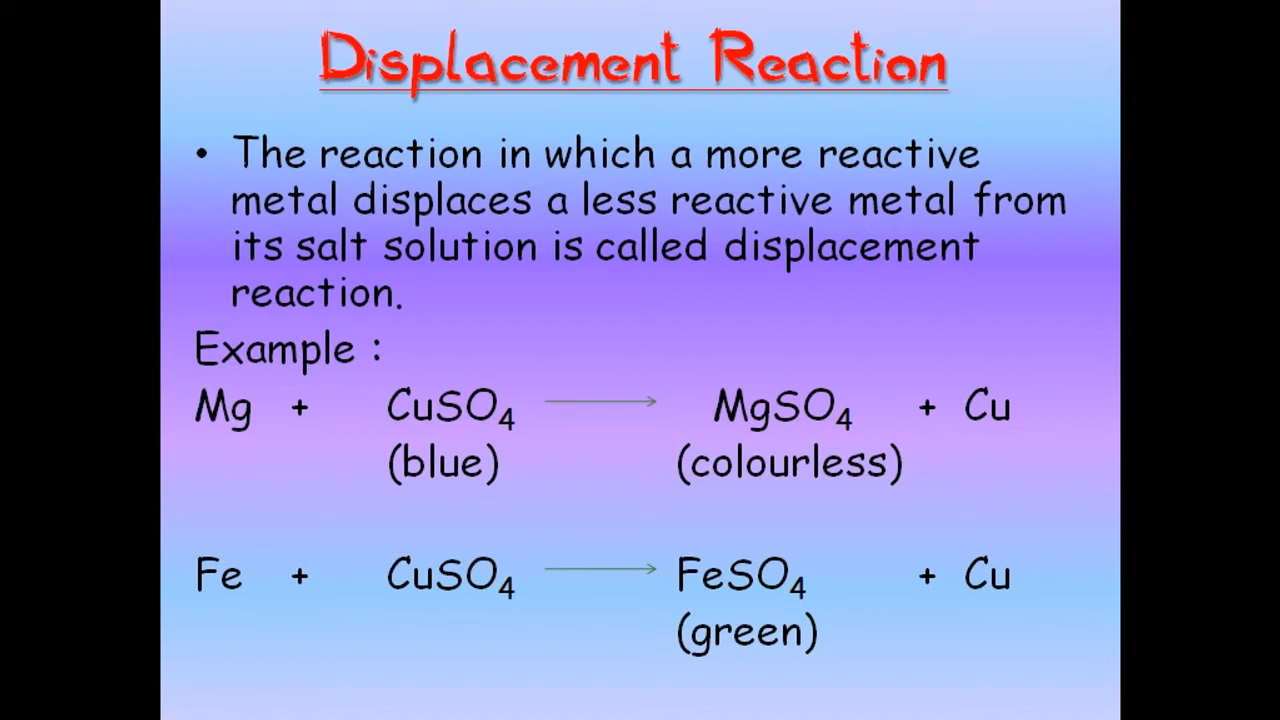 Displacement Reaction
• The reaction in which a more reactive
metal displaces a less reactive metal from
its salt solution is called displacement
reaction.
Example :
Mg + CuSO₄ ⟶ MgSO₄ + Cu
(blue) (colourless)
Fe + CuSO₄ ⟶ FeSO₄ + Cu
(green)